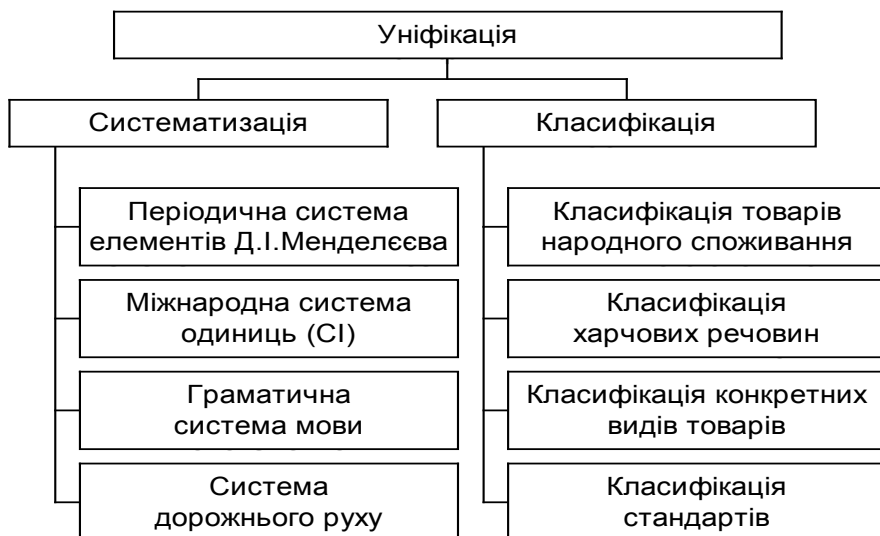 Уніфікація
Систематизація
Класифікація
Періодична система
елементів Д.І.Менделєєва
Міжнародна система
одиниць (СІ)
Граматична
система мови
Система
дорожнього руху
Класифікація товарів
народного споживання
Класифікація
харчових речовин
Класифікація конкретних
видів товарів
Класифікація
стандартів